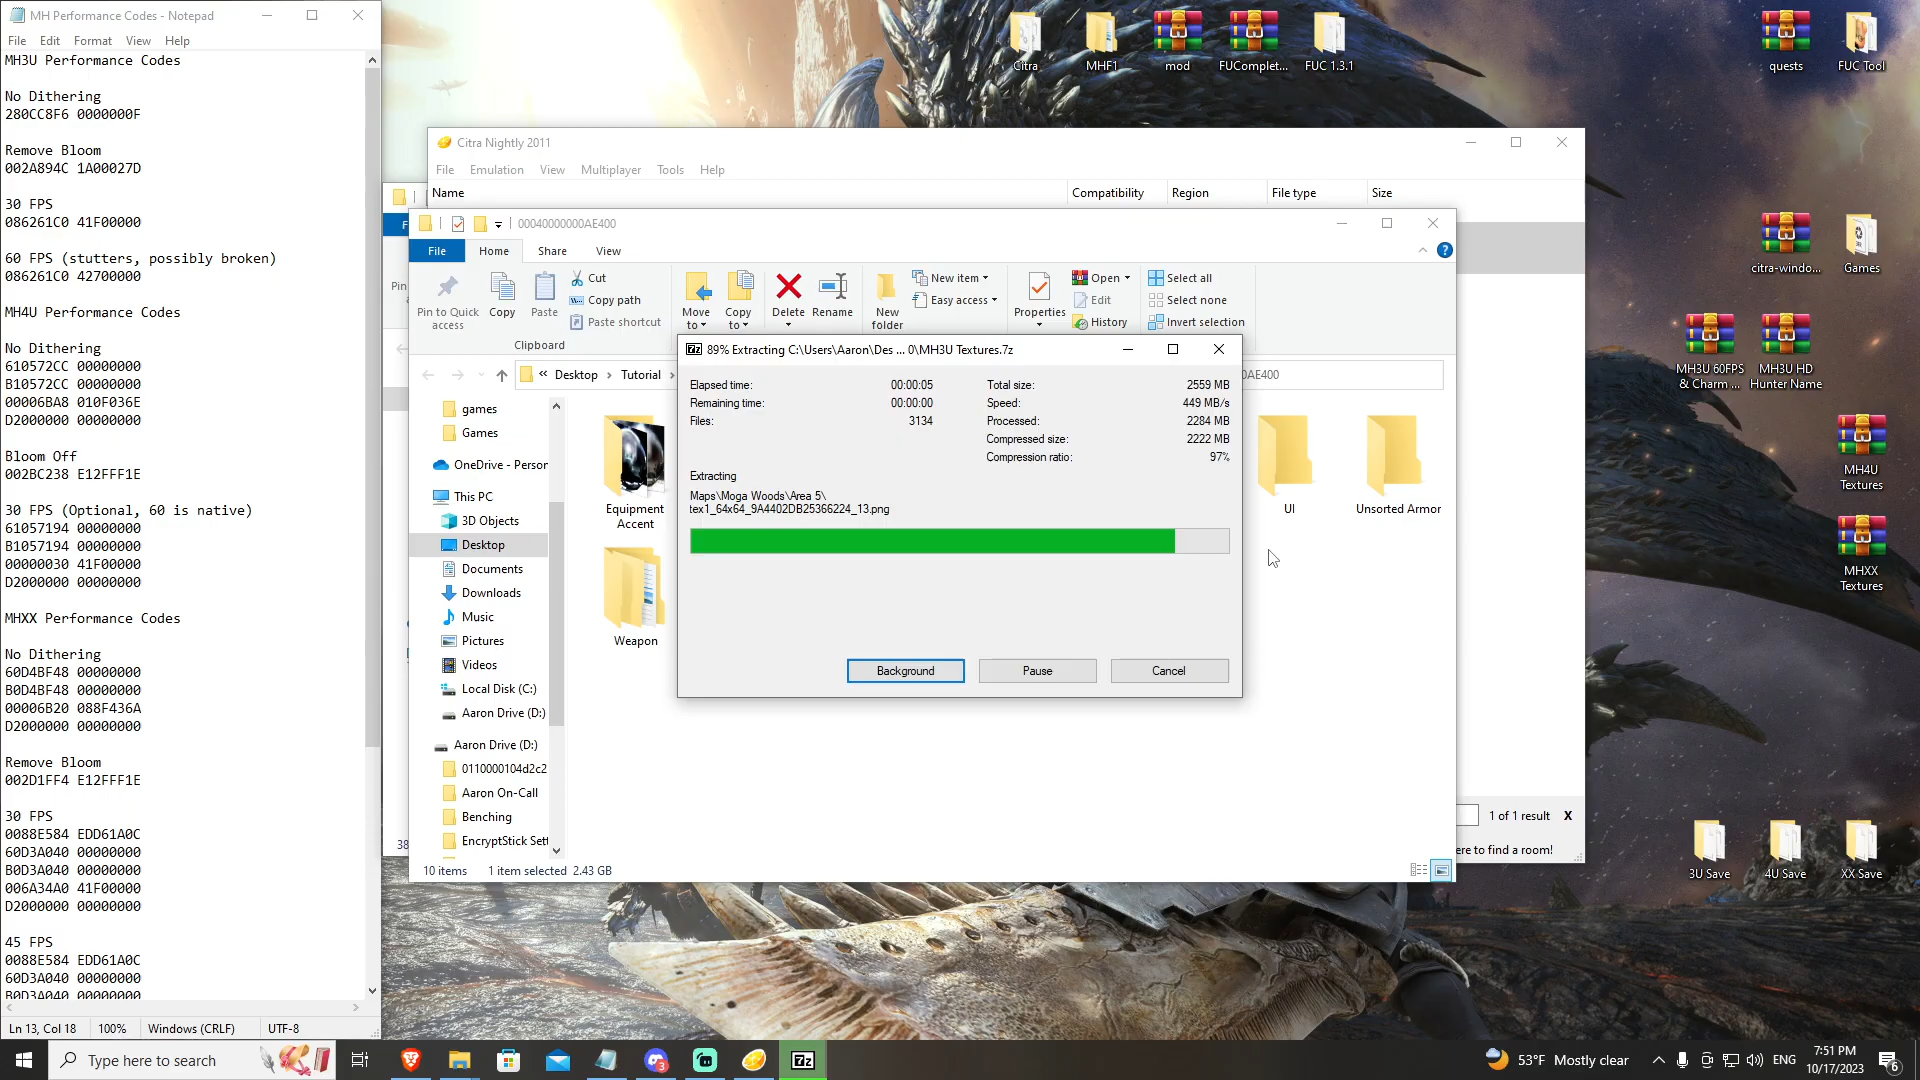 MH Performance Codes - Notepad
File Edit Format View Help
MH3U Performance Codes
No Dithering
280CC8F6 0000000F
Remove Bloom
002A894C 1A00027D
30 FPS
086261C0 41F00000
60 FPS (stutters, possibly broken)
086261C0 42700000
MH4U Performance Codes
No Dithering
610572CC 00000000
B10572CC 00000000
00006BA8 010F036E
D2000000 00000000
Bloom Off
002BC238 E12FFF1E
30 FPS (Optional, 60 is native)
61057194 00000000
B1057194 00000000
00000030 41F00000
D2000000 00000000
MHXX Performance Codes
No Dithering
60D4BF48 00000000
B0D4BF48 00000000
00006B20 088F436A
D2000000 00000000
Remove Bloom
002D1FF4 E12FFF1E
30 FPS
0088E584 EDD61A0C
60D3A040 00000000
B0D3A040 00000000
006A34A0 41F00000
D2000000 00000000
45 FPS
0088E584 EDD61A0C
60D3A040 00000000
B0D3A040 00000000
Ln 13, Col 18 100% Windows (CRLF) UTF-8
Citra
MHF1
mod
FUComplet...
FUC 1.3.1
quests
FUC Tool
citra-windo...
Games
MH3U 60FPS
& Charm ...
MH3U HD
Hunter Name
MH4U
Textures
MHXX
Textures
3U Save
4U Save
XX Save
Citra Nightly 2011
File Emulation View Multiplayer Tools Help
Name Compatibility Region File type Size
1 of 1 result X
ere to find a room!
00040000000AE400
File Home Share View
Pin to Quick
access
Copy
Paste
Cut
Copy path
Paste shortcut
Clipboard
Move
to
Copy
to
Delete
Rename
New
folder
New item
Easy access
Properties
Open
Edit
History
Select all
Select none
Invert selection
« Desktop › Tutorial ›
0AE400
games
Games
OneDrive - Person
This PC
3D Objects
Desktop
Documents
Downloads
Music
Pictures
Videos
Local Disk (C:)
Aaron Drive (D:)
Aaron Drive (D:)
0110000104d2c2
Aaron On-Call
Benching
EncryptStick Sett
Equipment
Accent
UI
Unsorted Armor
Weapon
10 items 1 item selected 2.43 GB
38
89% Extracting C:\Users\Aaron\Des ... 0\MH3U Textures.7z
Elapsed time: 00:00:05 Total size: 2559 MB
Remaining time: 00:00:00 Speed: 449 MB/s
Files: 3134 Processed: 2284 MB
Compressed size: 2222 MB
Compression ratio: 97%
Extracting
Maps\Moga Woods\Area 5\
tex1_64x64_9A4402DB25366224_13.png
Background Pause Cancel
Type here to search
3
7z
53°F Mostly clear
ENG
7:51 PM
10/17/2023
6